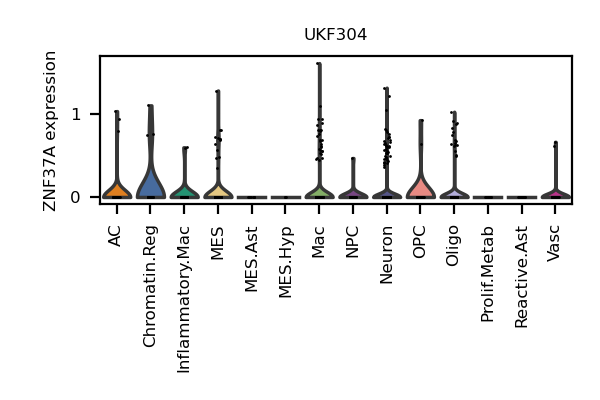 UKF304
ZNF37A expression
1
0
AC
Chromatin.Reg
Inflammatory.Mac
MES
MES.Ast
MES.Hyp
Mac
NPC
Neuron
OPC
Oligo
Prolif.Metab
Reactive.Ast
Vasc